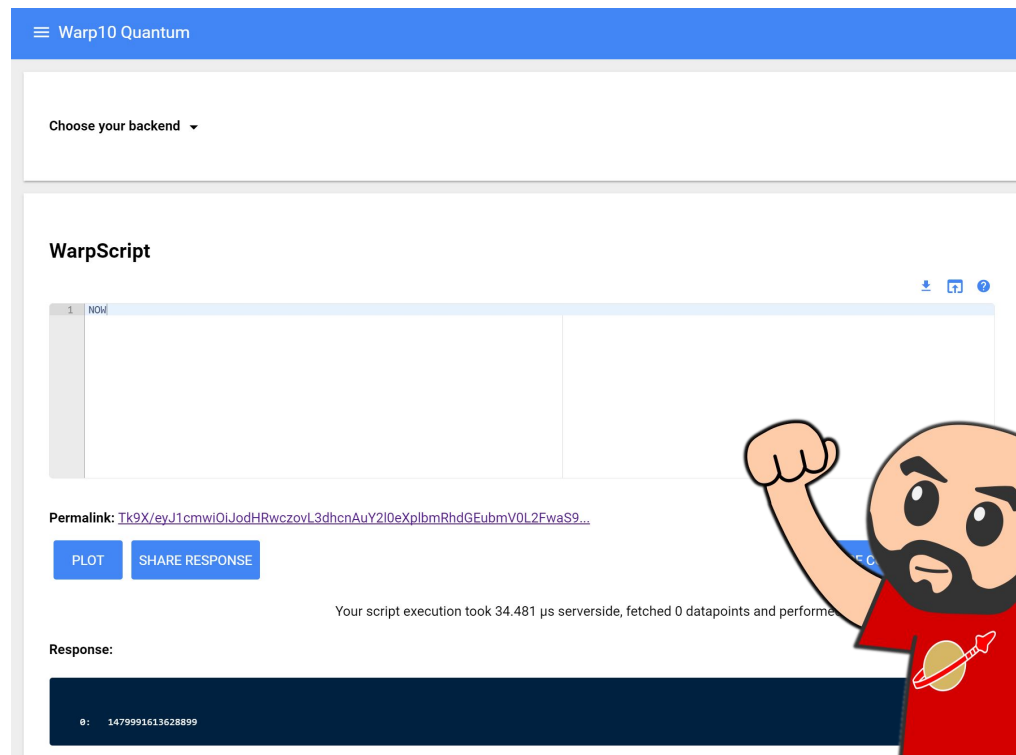 Warp10 Quantum
Choose your backend
WarpScript
1 NOW
Permalink: Tk9X/eyJ1cmwiOiJodHRwczovL3dhcnAuY2l0eXplbmRhdGEubmV0L2FwaS9...
PLOT SHARE RESPONSE
Your script execution took 34.481 µs serverside, fetched 0 datapoints and performe
Response:
0: 1479991613628899